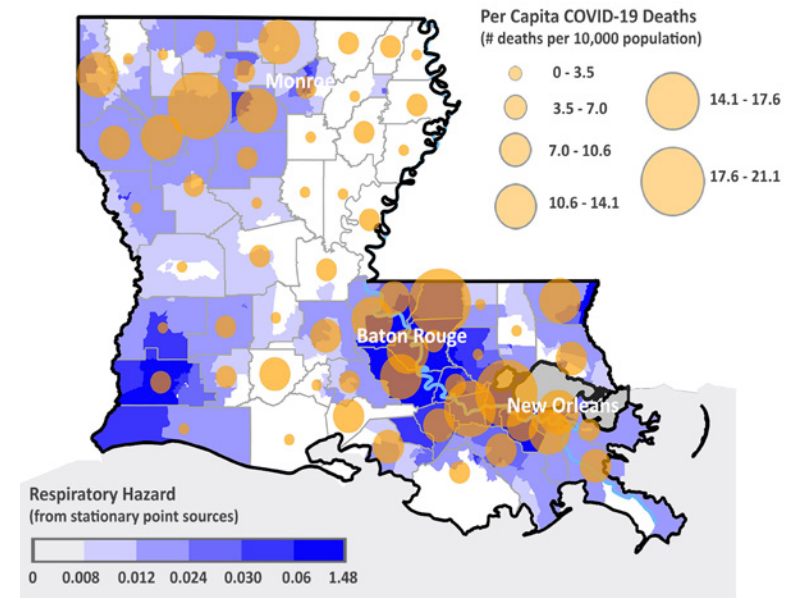 Per Capita COVID-19 Deaths
(# deaths per 10,000 population)
0 - 3.5
3.5 - 7.0
7.0 - 10.6
10.6 - 14.1
14.1 - 17.6
17.6 - 21.1
Monroe
Baton Rouge
New Orleans
Respiratory Hazard
(from stationary point sources)
0 0.008 0.012 0.024 0.030 0.06 1.48